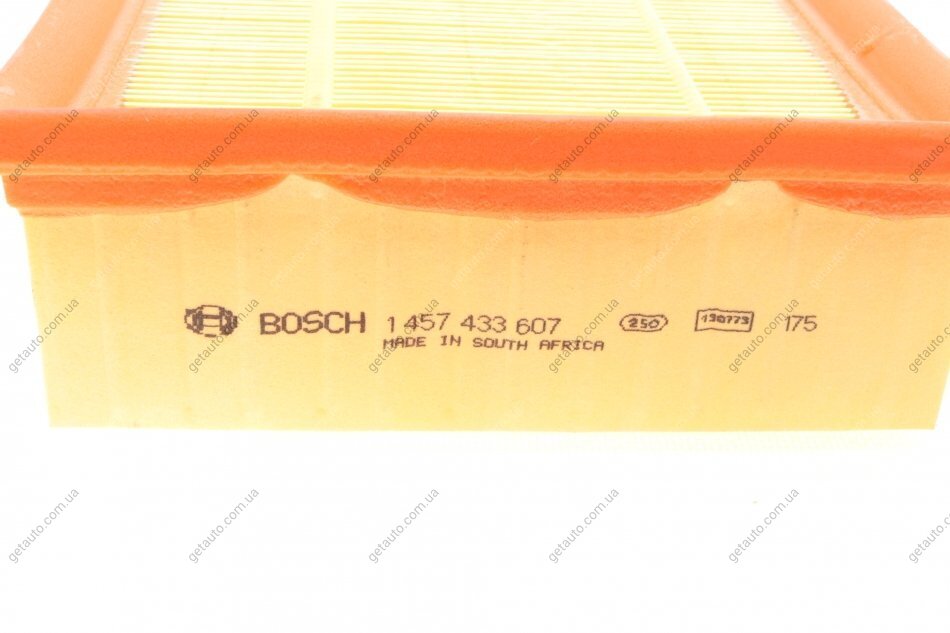 BOSCH 1 457 433 607 250 130773 175
MADE IN SOUTH AFRICA
getauto.com.ua